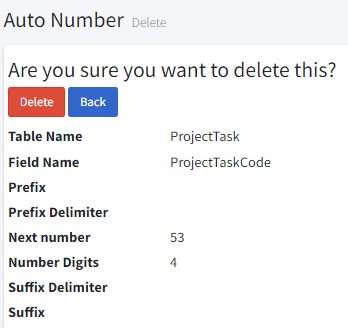 Auto Number Delete
Are you sure you want to delete this?
Delete Back
Table Name ProjectTask
Field Name ProjectTaskCode
Prefix
Prefix Delimiter
Next number 53
Number Digits 4
Suffix Delimiter
Suffix